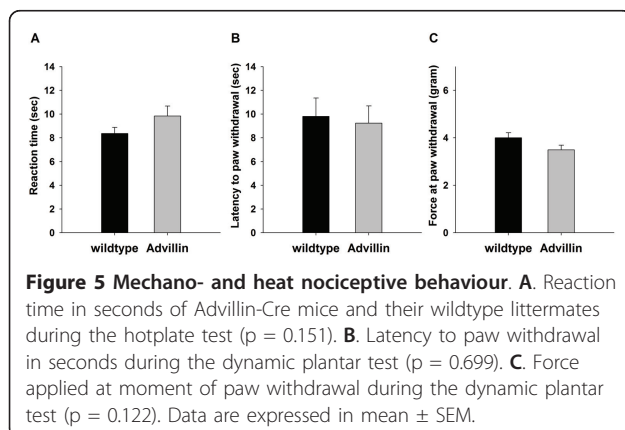 A
B
C
Reaction time (sec)
14
12
10
8
6
4
2
0
wildtype Advillin
Latency to paw withdrawal (sec)
14
12
10
8
6
4
2
0
wildtype Advillin
Force at paw withdrawal (gram)
8
6
4
2
0
wildtype Advillin
Figure 5 Mechano- and heat nociceptive behaviour. A. Reaction
time in seconds of Advillin-Cre mice and their wildtype littermates
during the hotplate test (p = 0.151). B. Latency to paw withdrawal
in seconds during the dynamic plantar test (p = 0.699). C. Force
applied at moment of paw withdrawal during the dynamic plantar
test (p = 0.122). Data are expressed in mean ± SEM.